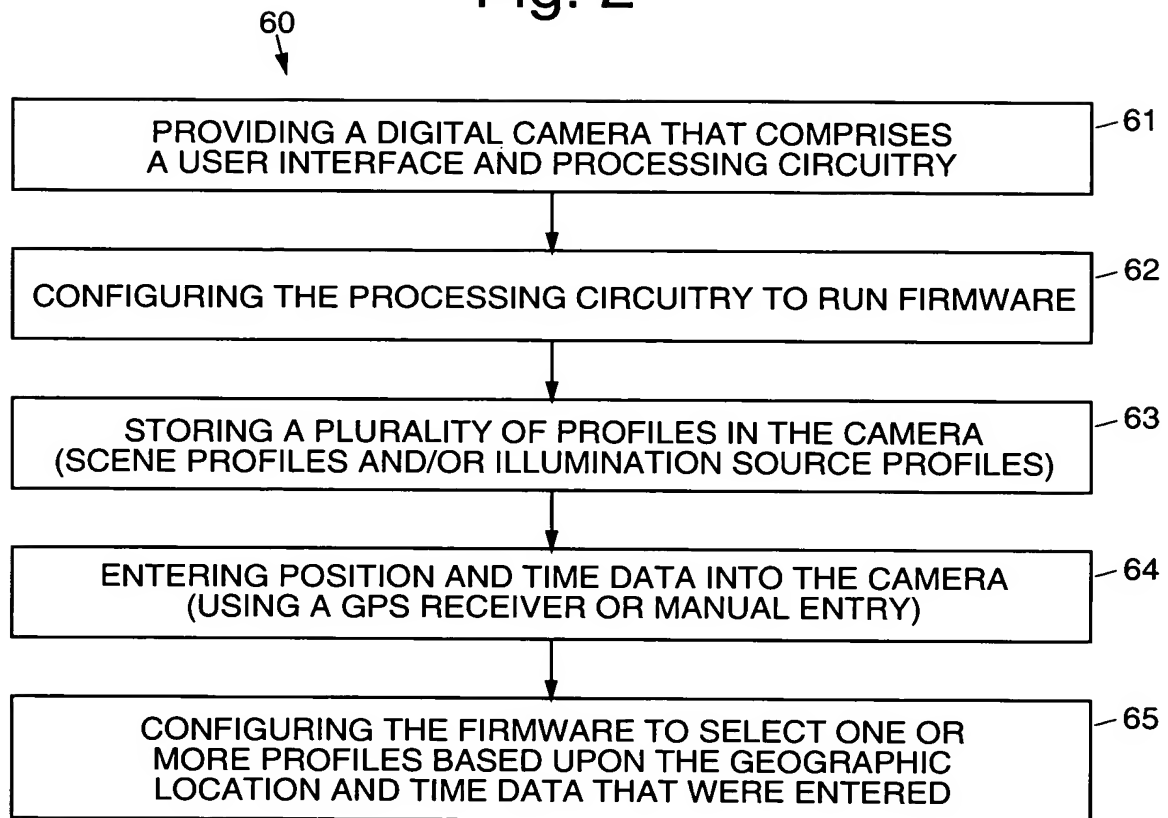 Fig. 2
60
PROVIDING A DIGITAL CAMERA THAT COMPRISES
A USER INTERFACE AND PROCESSING CIRCUITRY
61
CONFIGURING THE PROCESSING CIRCUITRY TO RUN FIRMWARE
62
STORING A PLURALITY OF PROFILES IN THE CAMERA
(SCENE PROFILES AND/OR ILLUMINATION SOURCE PROFILES)
63
ENTERING POSITION AND TIME DATA INTO THE CAMERA
(USING A GPS RECEIVER OR MANUAL ENTRY)
64
CONFIGURING THE FIRMWARE TO SELECT ONE OR
MORE PROFILES BASED UPON THE GEOGRAPHIC
LOCATION AND TIME DATA THAT WERE ENTERED
65